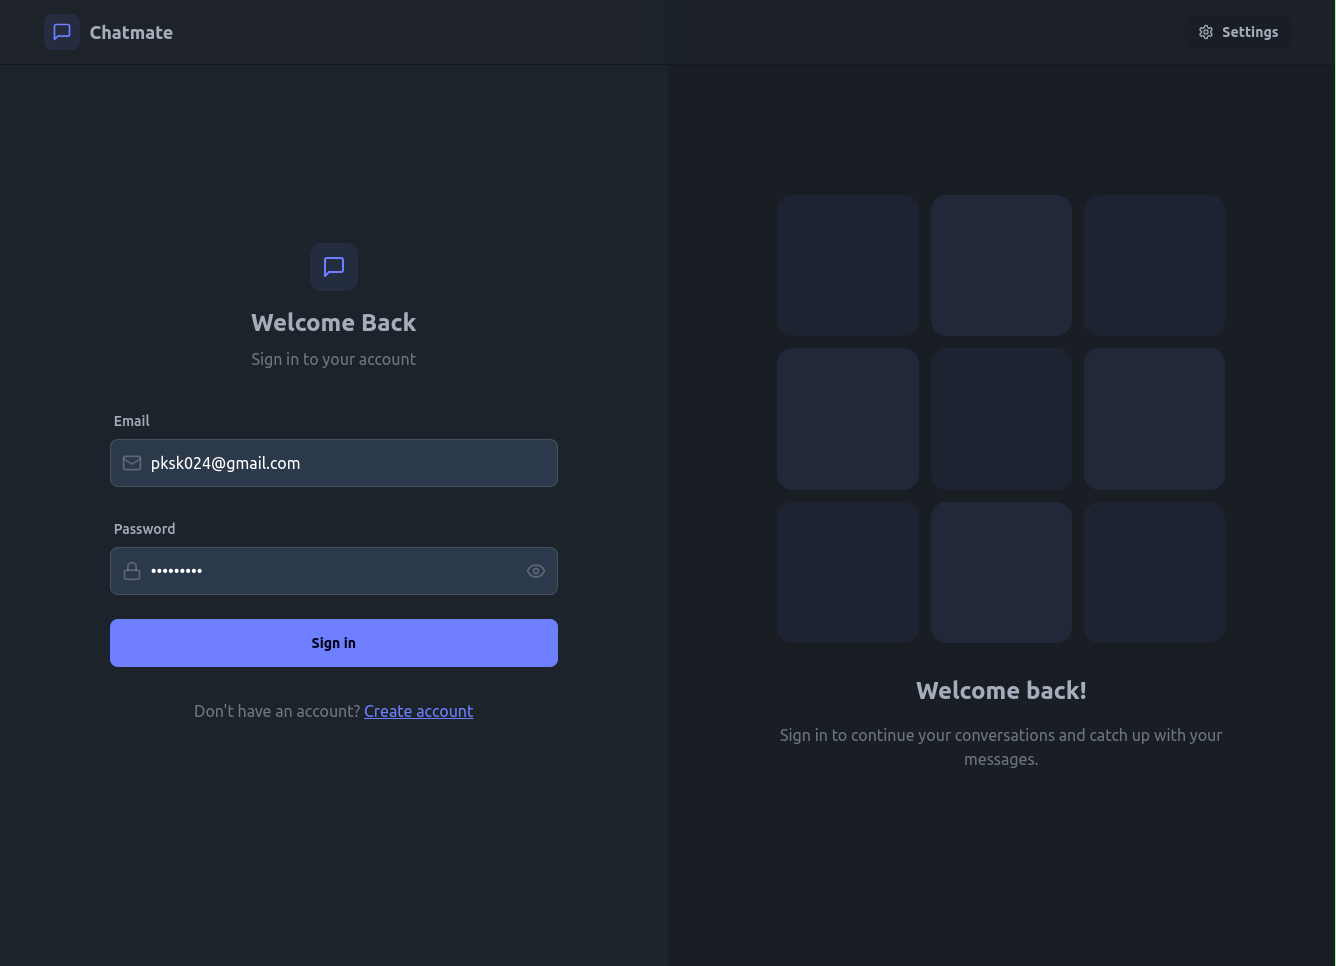 Chatmate
Settings
Welcome Back
Sign in to your account
Email
pksk024@gmail.com
Password
•••••••••
Sign in
Don't have an account? Create account
Welcome back!
Sign in to continue your conversations and catch up with your
messages.